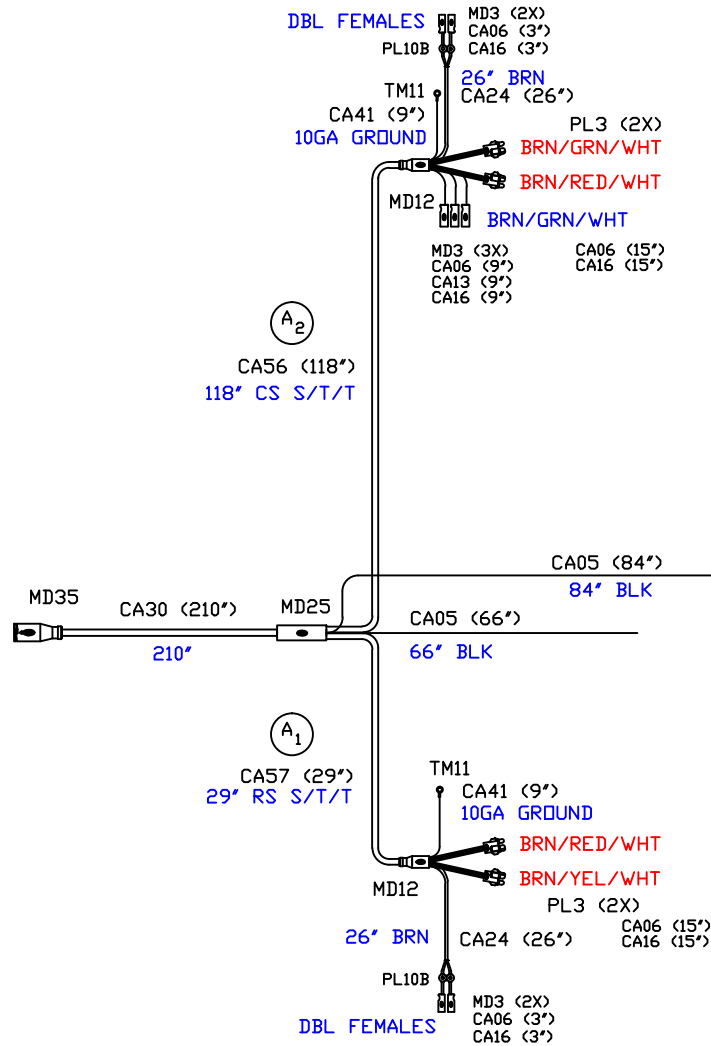 DBL FEMALES
MD3 (2X)
CA06 (3")
CA16 (3")
PL10B
26" BRN
CA24 (26")
TM11
CA41 (9")
10GA GROUND
PL3 (2X)
BRN/GRN/WHT
BRN/RED/WHT
MD12
BRN/GRN/WHT
MD3 (3X)
CA06 (9")
CA13 (9")
CA16 (9")
CA06 (15")
CA16 (15")
A2
CA56 (118")
118" CS S/T/T
CA05 (84")
84" BLK
MD35
CA30 (210")
MD25
CA05 (66")
210"
66" BLK
A1
CA57 (29")
29" RS S/T/T
TM11
CA41 (9")
10GA GROUND
BRN/RED/WHT
BRN/YEL/WHT
MD12
PL3 (2X)
CA06 (15")
CA16 (15")
26" BRN
CA24 (26")
PL10B
MD3 (2X)
CA06 (3")
CA16 (3")
DBL FEMALES